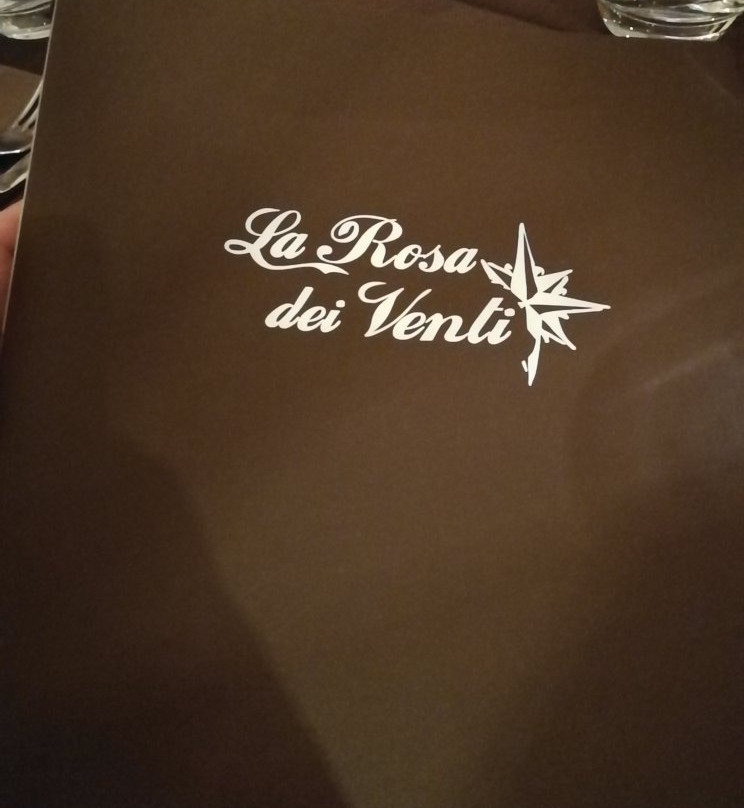 La Rosa
dei Venti